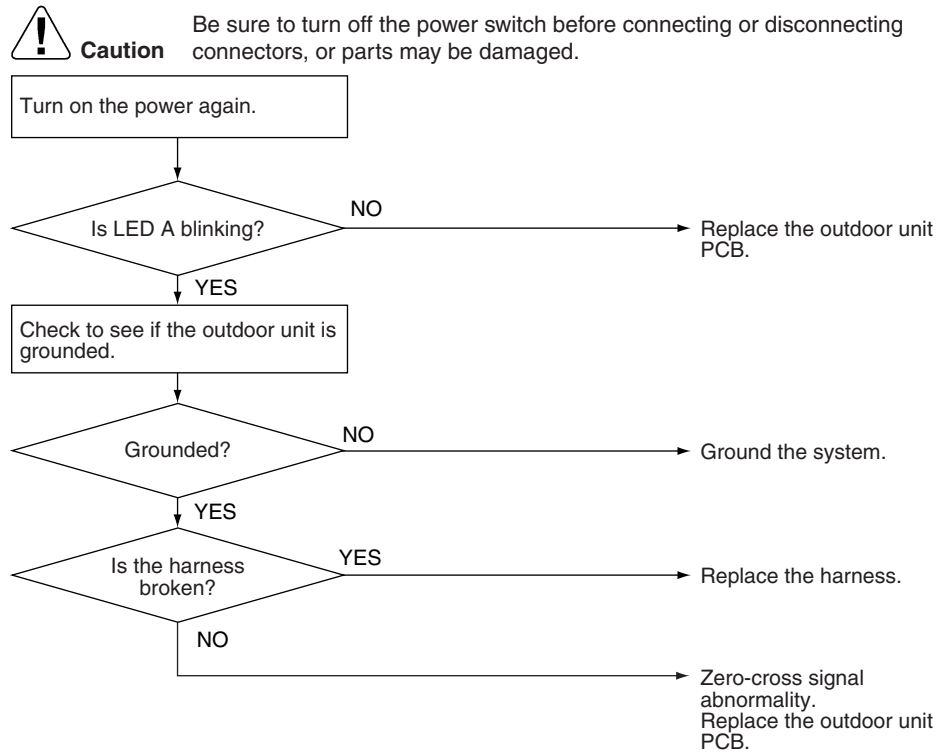 Caution
Be sure to turn off the power switch before connecting or disconnecting
connectors, or parts may be damaged.
Turn on the power again.
Is LED A blinking?
NO
Replace the outdoor unit
PCB.
YES
Check to see if the outdoor unit is
grounded.
Grounded?
NO
Ground the system.
YES
Is the harness
broken?
YES
Replace the harness.
NO
Zero-cross signal
abnormality.
Replace the outdoor unit
PCB.